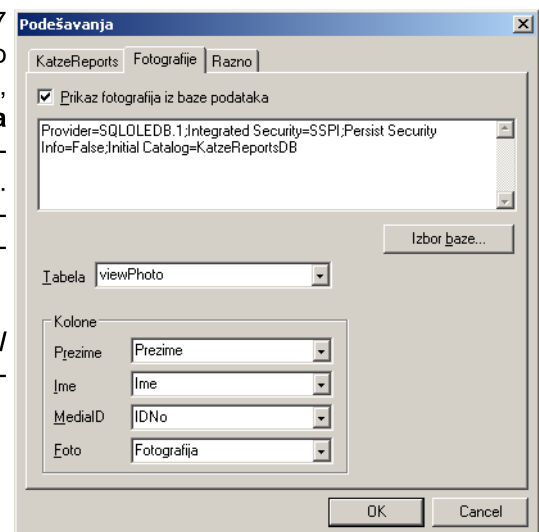 Podešavanja
KatzeReports Fotografije Razno
Prikaz fotografija iz baze podataka
Provider=SQLOLEDB.1;Integrated Security=SSPI;Persist Security
Info=False;Initial Catalog=KatzeReportsDB
Izbor baze...
Tabela viewPhoto
Kolone
Prezime Prezime
Ime Ime
MediaID IDNo
Foto Fotografija
OK Cancel